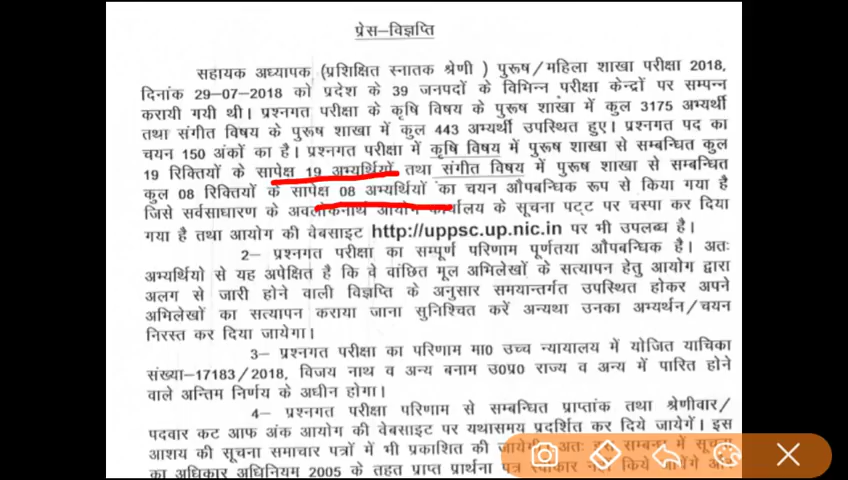 प्रेस–विज्ञप्ति
सहायक अध्यापक (प्रशिक्षित स्नातक श्रेणी ) पुरूष/महिला शाखा परीक्षा 2018,
दिनांक 29-07-2018 को प्रदेश के 39 जनपदों के विभिन्न परीक्षा केन्द्रों पर सम्पन्न
करायी गयी थी। प्रश्नगत परीक्षा के कृषि विषय के पुरूष शाखा में कुल 3175 अभ्यर्थी
तथा संगीत विषय के पुरूष शाखा में कुल 443 अभ्यर्थी उपस्थित हुए। प्रश्नगत पद का
चयन 150 अंकों का है। प्रश्नगत परीक्षा में कृषि विषय में पुरूष शाखा से सम्बन्धित कुल
19 रिक्तियों के सापेक्ष 19 अभ्यर्थियों तथा संगीत विषय में पुरूष शाखा से सम्बन्धित
कुल 08 रिक्तियों के सापेक्ष 08 अभ्यर्थियों का चयन औपबन्धिक रूप से किया गया है
जिसे सर्वसाधारण के अवलोकनार्थ आयोग कार्यालय के सूचना पट्ट पर चस्पा कर दिया
गया है तथा आयोग की वेबसाइट http://uppsc.up.nic.in पर भी उपलब्ध है।
2– प्रश्नगत परीक्षा का सम्पूर्ण परिणाम पूर्णतया औपबन्धिक है। अतः
अभ्यर्थियो से यह अपेक्षित है कि वे वांछित मूल अभिलेखों के सत्यापन हेतु आयोग द्वारा
अलग से जारी होने वाली विज्ञप्ति के अनुसार समयान्तर्गत उपस्थित होकर अपने
अभिलेखों का सत्यापन कराया जाना सुनिश्चित करें अन्यथा उनका अभ्यर्थन/चयन
निरस्त कर दिया जायेगा।
3– प्रश्नगत परीक्षा का परिणाम मा0 उच्च न्यायालय में योजित याचिका
संख्या–17183/2018, विजय नाथ व अन्य बनाम उ0प्र0 राज्य व अन्य में पारित होने
वाले अन्तिम निर्णय के अधीन होगा।
4– प्रश्नगत परीक्षा परिणाम से सम्बन्धित प्राप्तांक तथा श्रेणीवार/
पदवार कट आफ अंक आयोग की वेबसाइट पर यथासमय प्रदर्शित कर दिये जायेगें। इस
आशय की सूचना समाचार पत्रों में भी प्रकाशित की जायेगी। अतः इस सम्बन्ध में सूचना
का अधिकार अधिनियम 2005 के तहत प्राप्त प्रार्थना पत्र स्वीकार नहीं किये जायेंगे